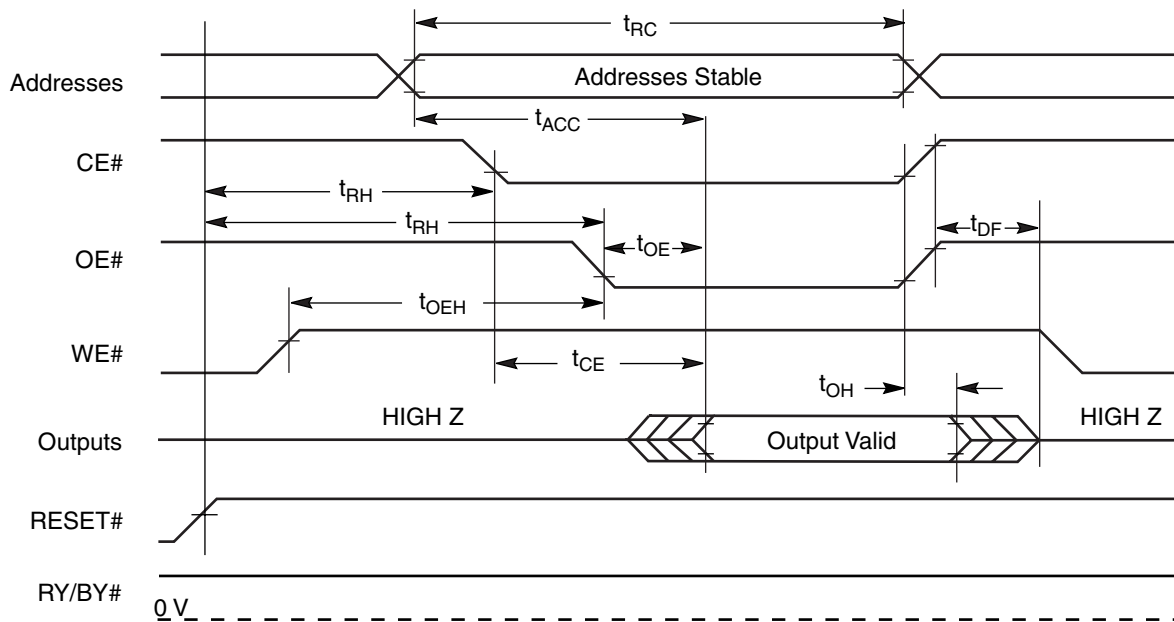 tRC
Addresses
Addresses Stable
tACC
CE#
tRH
tRH
tOE
tDF
OE#
tOEH
WE#
tCE
tOH
HIGH Z
HIGH Z
Outputs
Output Valid
RESET#
RY/BY#
0 V